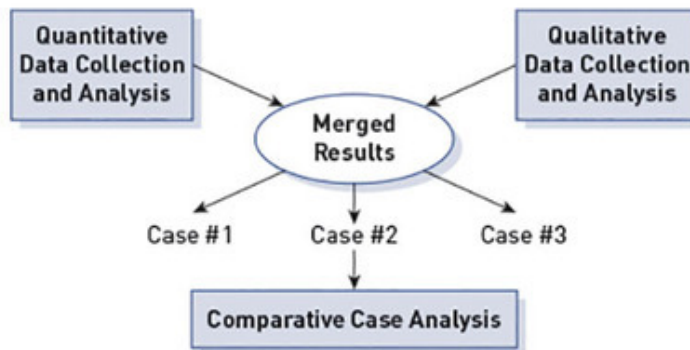 Quantitative
Data Collection
and Analysis
Qualitative
Data Collection
and Analysis
Merged
Results
Case #1
Case #2
Case #3
Comparative Case Analysis